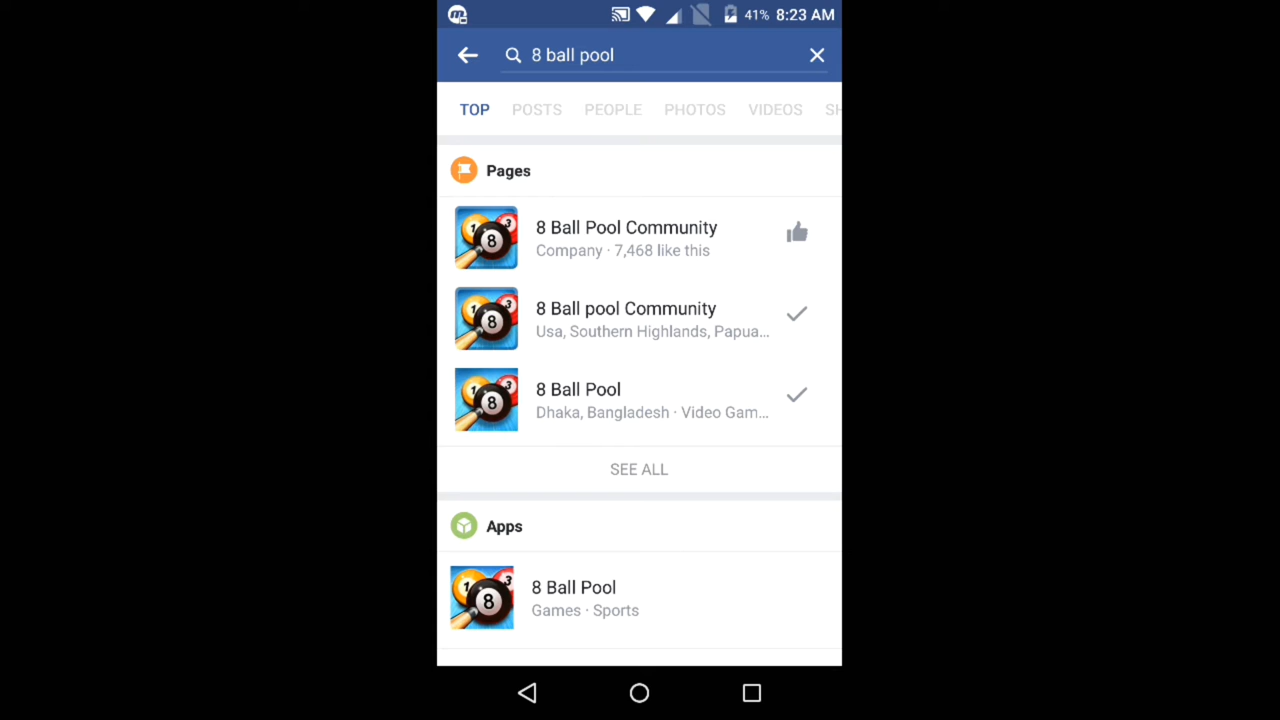 41% 8:23 AM
8 ball pool
TOP POSTS PEOPLE PHOTOS VIDEOS SH
Pages
8 Ball Pool Community
Company · 7,468 like this
8 Ball pool Community
Usa, Southern Highlands, Papua...
8 Ball Pool
Dhaka, Bangladesh · Video Gam...
SEE ALL
Apps
8 Ball Pool
Games · Sports